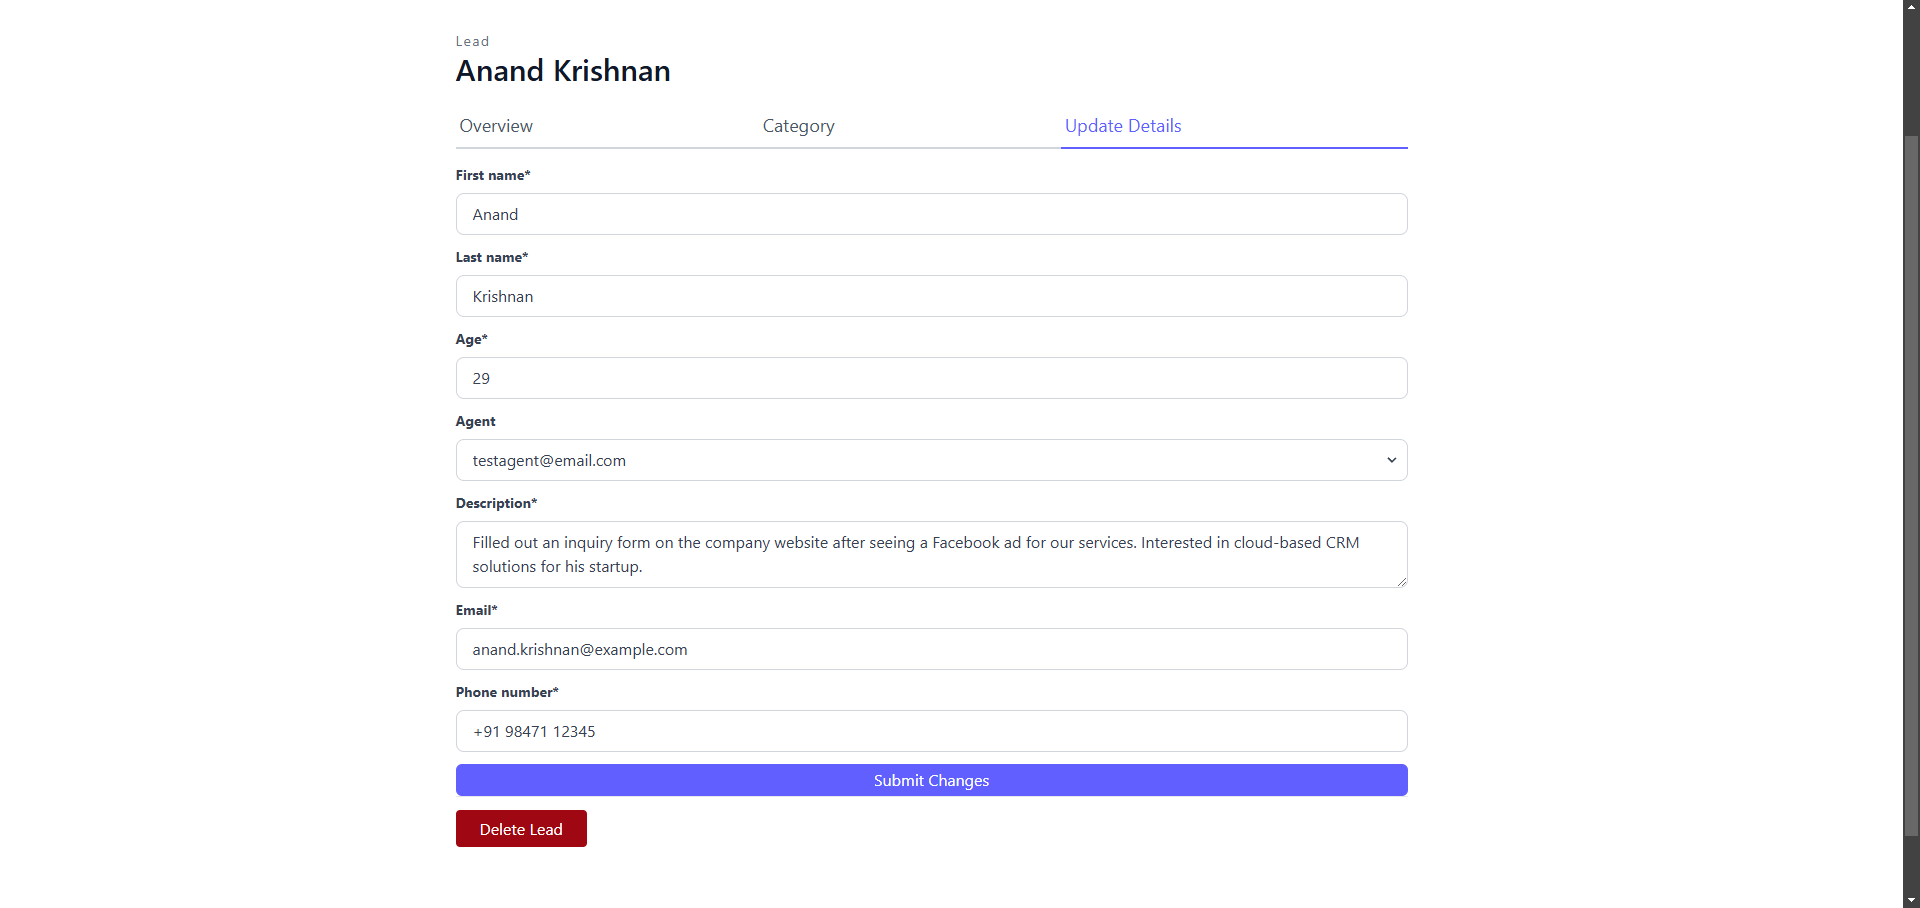 Lead
Anand Krishnan
Overview
Category
Update Details
First name*
Anand
Last name*
Krishnan
Age*
29
Agent
testagent@email.com
Description*
Filled out an inquiry form on the company website after seeing a Facebook ad for our services. Interested in cloud-based CRM
solutions for his startup.
Email*
anand.krishnan@example.com
Phone number*
+91 98471 12345
Submit Changes
Delete Lead